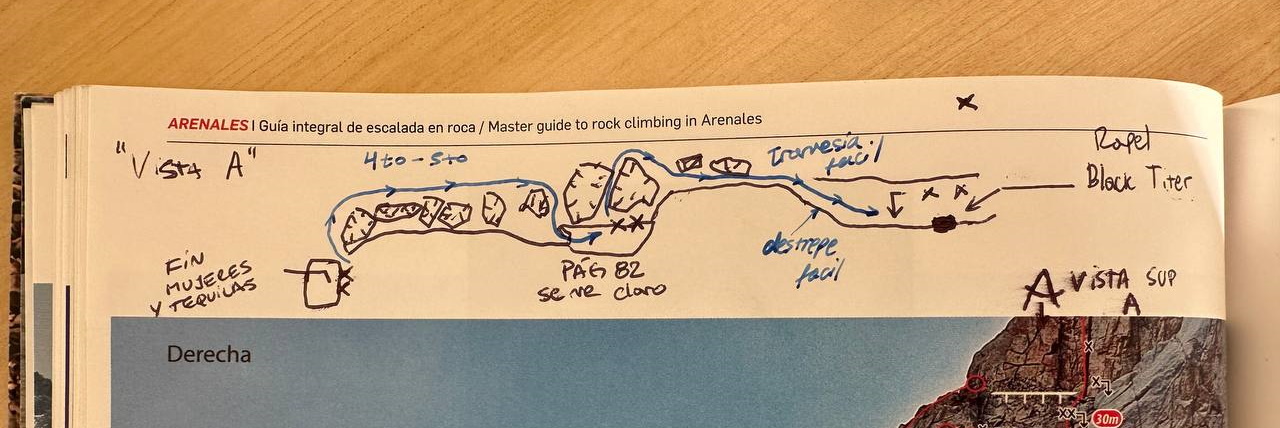 ARENALES | Guía integral de escalada en roca / Master guide to rock climbing in Arenales
"Vista A"
4to - 5to
Travesía
facil
Rapel
Block Titer
destrepe
facil
FIN
MUJERES
Y TEQUILAS
PÁG 82
se ve claro
A VISTA SUP
A
Derecha
30m